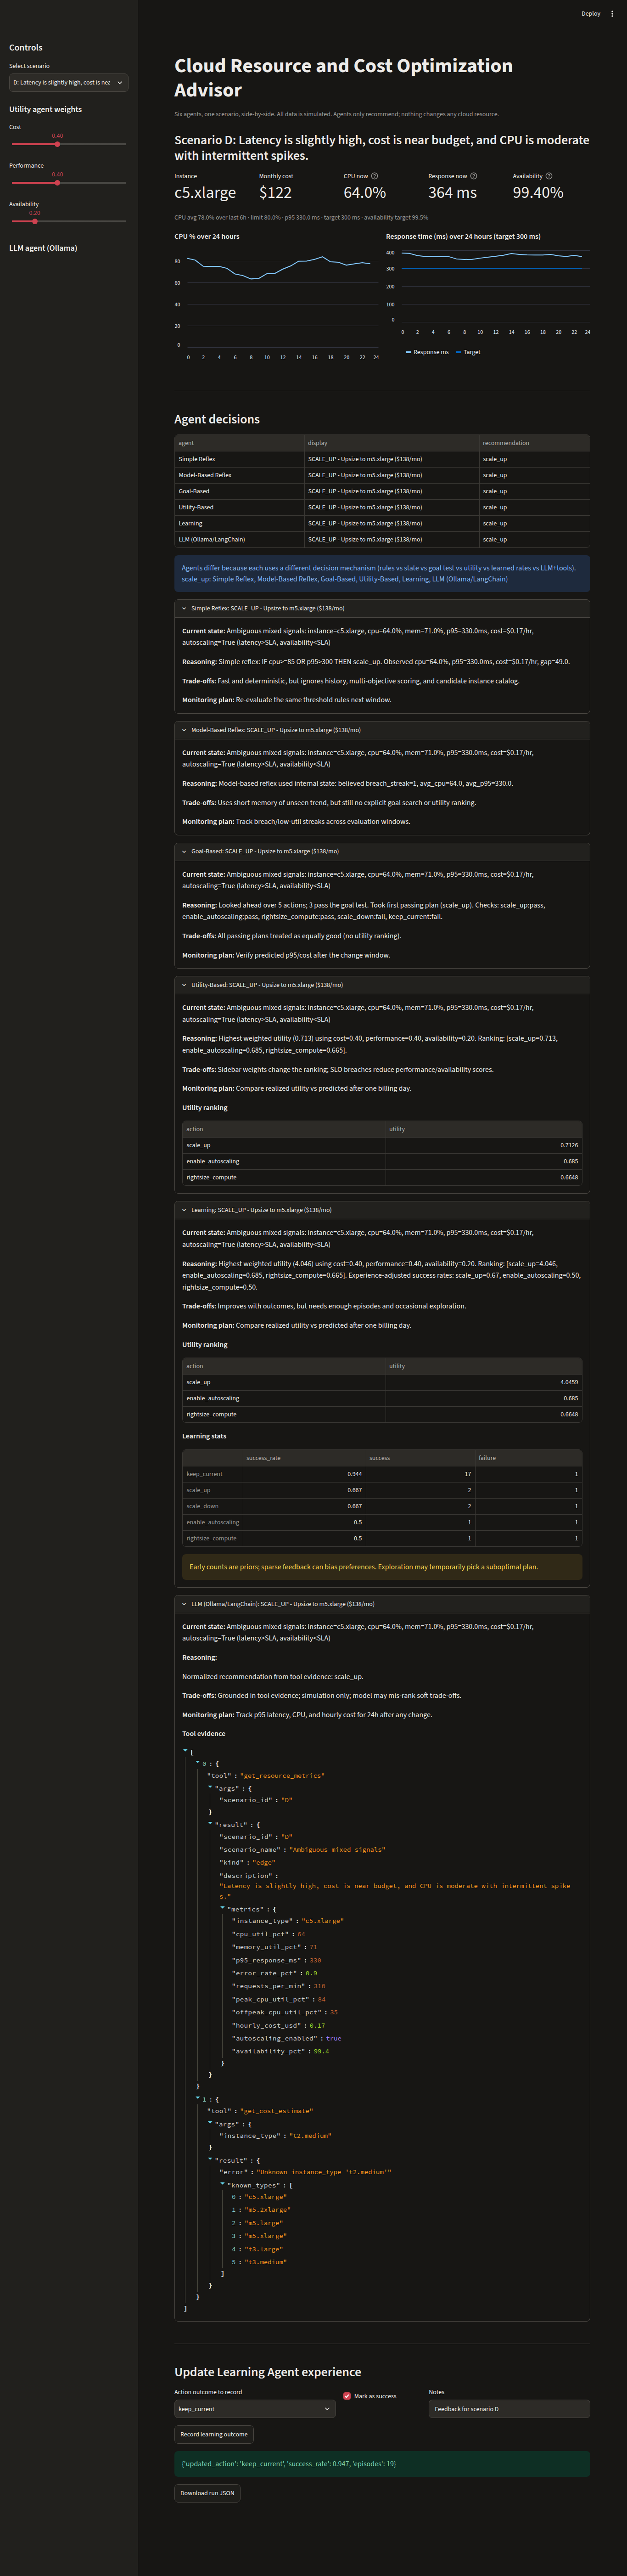 Deploy
Controls
Select scenario
D: Latency is slightly high, cost is nea
Utility agent weights
Cost
0.40
Performance
0.40
Availability
0.20
LLM agent (Ollama)
Cloud Resource and Cost Optimization
Advisor
Six agents, one scenario, side-by-side. All data is simulated. Agents only recommend; nothing changes any cloud resource.
Scenario D: Latency is slightly high, cost is near budget, and CPU is moderate
with intermittent spikes.
Instance Monthly cost CPU now Response now Availability
c5.xlarge $122 64.0% 364 ms 99.40%
CPU avg 78.0% over last 6h · limit 80.0% · p95 330.0 ms · target 300 ms · availability target 99.5%
CPU % over 24 hours
80
60
40
20
0
0 2 4 6 8 10 12 14 16 18 20 22 24
Response time (ms) over 24 hours (target 300 ms)
400
300
200
100
0
0 2 4 6 8 10 12 14 16 18 20 22 24
Response ms Target
Agent decisions
agent display recommendation
Simple Reflex SCALE_UP - Upsize to m5.xlarge ($138/mo) scale_up
Model-Based Reflex SCALE_UP - Upsize to m5.xlarge ($138/mo) scale_up
Goal-Based SCALE_UP - Upsize to m5.xlarge ($138/mo) scale_up
Utility-Based SCALE_UP - Upsize to m5.xlarge ($138/mo) scale_up
Learning SCALE_UP - Upsize to m5.xlarge ($138/mo) scale_up
LLM (Ollama/LangChain) SCALE_UP - Upsize to m5.xlarge ($138/mo) scale_up
Agents differ because each uses a different decision mechanism (rules vs state vs goal test vs utility vs learned rates vs LLM+tools).
scale_up: Simple Reflex, Model-Based Reflex, Goal-Based, Utility-Based, Learning, LLM (Ollama/LangChain)
Simple Reflex: SCALE_UP - Upsize to m5.xlarge ($138/mo)
Current state: Ambiguous mixed signals: instance=c5.xlarge, cpu=64.0%, mem=71.0%, p95=330.0ms, cost=$0.17/hr,
autoscaling=True (latency>SLA, availability<SLA)
Reasoning: Simple reflex: IF cpu>=85 OR p95>300 THEN scale_up. Observed cpu=64.0%, p95=330.0ms, cost=$0.17/hr, gap=49.0.
Trade-offs: Fast and deterministic, but ignores history, multi-objective scoring, and candidate instance catalog.
Monitoring plan: Re-evaluate the same threshold rules next window.
Model-Based Reflex: SCALE_UP - Upsize to m5.xlarge ($138/mo)
Current state: Ambiguous mixed signals: instance=c5.xlarge, cpu=64.0%, mem=71.0%, p95=330.0ms, cost=$0.17/hr,
autoscaling=True (latency>SLA, availability<SLA)
Reasoning: Model-based reflex used internal state: believed breach_streak=1, avg_cpu=64.0, avg_p95=330.0.
Trade-offs: Uses short memory of unseen trend, but still no explicit goal search or utility ranking.
Monitoring plan: Track breach/low-util streaks across evaluation windows.
Goal-Based: SCALE_UP - Upsize to m5.xlarge ($138/mo)
Current state: Ambiguous mixed signals: instance=c5.xlarge, cpu=64.0%, mem=71.0%, p95=330.0ms, cost=$0.17/hr,
autoscaling=True (latency>SLA, availability<SLA)
Reasoning: Looked ahead over 5 actions; 3 pass the goal test. Took first passing plan (scale_up). Checks: scale_up:pass,
enable_autoscaling:pass, rightsize_compute:pass, scale_down:fail, keep_current:fail.
Trade-offs: All passing plans treated as equally good (no utility ranking).
Monitoring plan: Verify predicted p95/cost after the change window.
Utility-Based: SCALE_UP - Upsize to m5.xlarge ($138/mo)
Current state: Ambiguous mixed signals: instance=c5.xlarge, cpu=64.0%, mem=71.0%, p95=330.0ms, cost=$0.17/hr,
autoscaling=True (latency>SLA, availability<SLA)
Reasoning: Highest weighted utility (0.713) using cost=0.40, performance=0.40, availability=0.20. Ranking: [scale_up=0.713,
enable_autoscaling=0.685, rightsize_compute=0.665].
Trade-offs: Sidebar weights change the ranking; SLO breaches reduce performance/availability scores.
Monitoring plan: Compare realized utility vs predicted after one billing day.
Utility ranking
action utility
scale_up 0.7126
enable_autoscaling 0.685
rightsize_compute 0.6648
Learning: SCALE_UP - Upsize to m5.xlarge ($138/mo)
Current state: Ambiguous mixed signals: instance=c5.xlarge, cpu=64.0%, mem=71.0%, p95=330.0ms, cost=$0.17/hr,
autoscaling=True (latency>SLA, availability<SLA)
Reasoning: Highest weighted utility (4.046) using cost=0.40, performance=0.40, availability=0.20. Ranking: [scale_up=4.046,
enable_autoscaling=0.685, rightsize_compute=0.665]. Experience-adjusted success rates: scale_up=0.67, enable_autoscaling=0.50,
rightsize_compute=0.50.
Trade-offs: Improves with outcomes, but needs enough episodes and occasional exploration.
Monitoring plan: Compare realized utility vs predicted after one billing day.
Utility ranking
action utility
scale_up 4.0459
enable_autoscaling 0.685
rightsize_compute 0.6648
Learning stats
success_rate success failure
keep_current 0.944 17 1
scale_up 0.667 2 1
scale_down 0.667 2 1
enable_autoscaling 0.5 1 1
rightsize_compute 0.5 1 1
Early counts are priors; sparse feedback can bias preferences. Exploration may temporarily pick a suboptimal plan.
LLM (Ollama/LangChain): SCALE_UP - Upsize to m5.xlarge ($138/mo)
Current state: Ambiguous mixed signals: instance=c5.xlarge, cpu=64.0%, mem=71.0%, p95=330.0ms, cost=$0.17/hr,
autoscaling=True (latency>SLA, availability<SLA)
Reasoning:
Normalized recommendation from tool evidence: scale_up.
Trade-offs: Grounded in tool evidence; simulation only; model may mis-rank soft trade-offs.
Monitoring plan: Track p95 latency, CPU, and hourly cost for 24h after any change.
Tool evidence
[
0 : {
"tool" : "get_resource_metrics"
"args" : {
"scenario_id" : "D"
}
"result" : {
"scenario_id" : "D"
"scenario_name" : "Ambiguous mixed signals"
"kind" : "edge"
"description" :
"Latency is slightly high, cost is near budget, and CPU is moderate with intermittent spike
s."
"metrics" : {
"instance_type" : "c5.xlarge"
"cpu_util_pct" : 64
"memory_util_pct" : 71
"p95_response_ms" : 330
"error_rate_pct" : 0.9
"requests_per_min" : 310
"peak_cpu_util_pct" : 84
"offpeak_cpu_util_pct" : 35
"hourly_cost_usd" : 0.17
"autoscaling_enabled" : true
"availability_pct" : 99.4
}
}
}
1 : {
"tool" : "get_cost_estimate"
"args" : {
"instance_type" : "t2.medium"
}
"result" : {
"error" : "Unknown instance_type 't2.medium'"
"known_types" : [
0 : "c5.xlarge"
1 : "m5.2xlarge"
2 : "m5.large"
3 : "m5.xlarge"
4 : "t3.large"
5 : "t3.medium"
]
}
}
]
Update Learning Agent experience
Action outcome to record
keep_current
Mark as success
Notes
Feedback for scenario D
Record learning outcome
{'updated_action': 'keep_current', 'success_rate': 0.947, 'episodes': 19}
Download run JSON